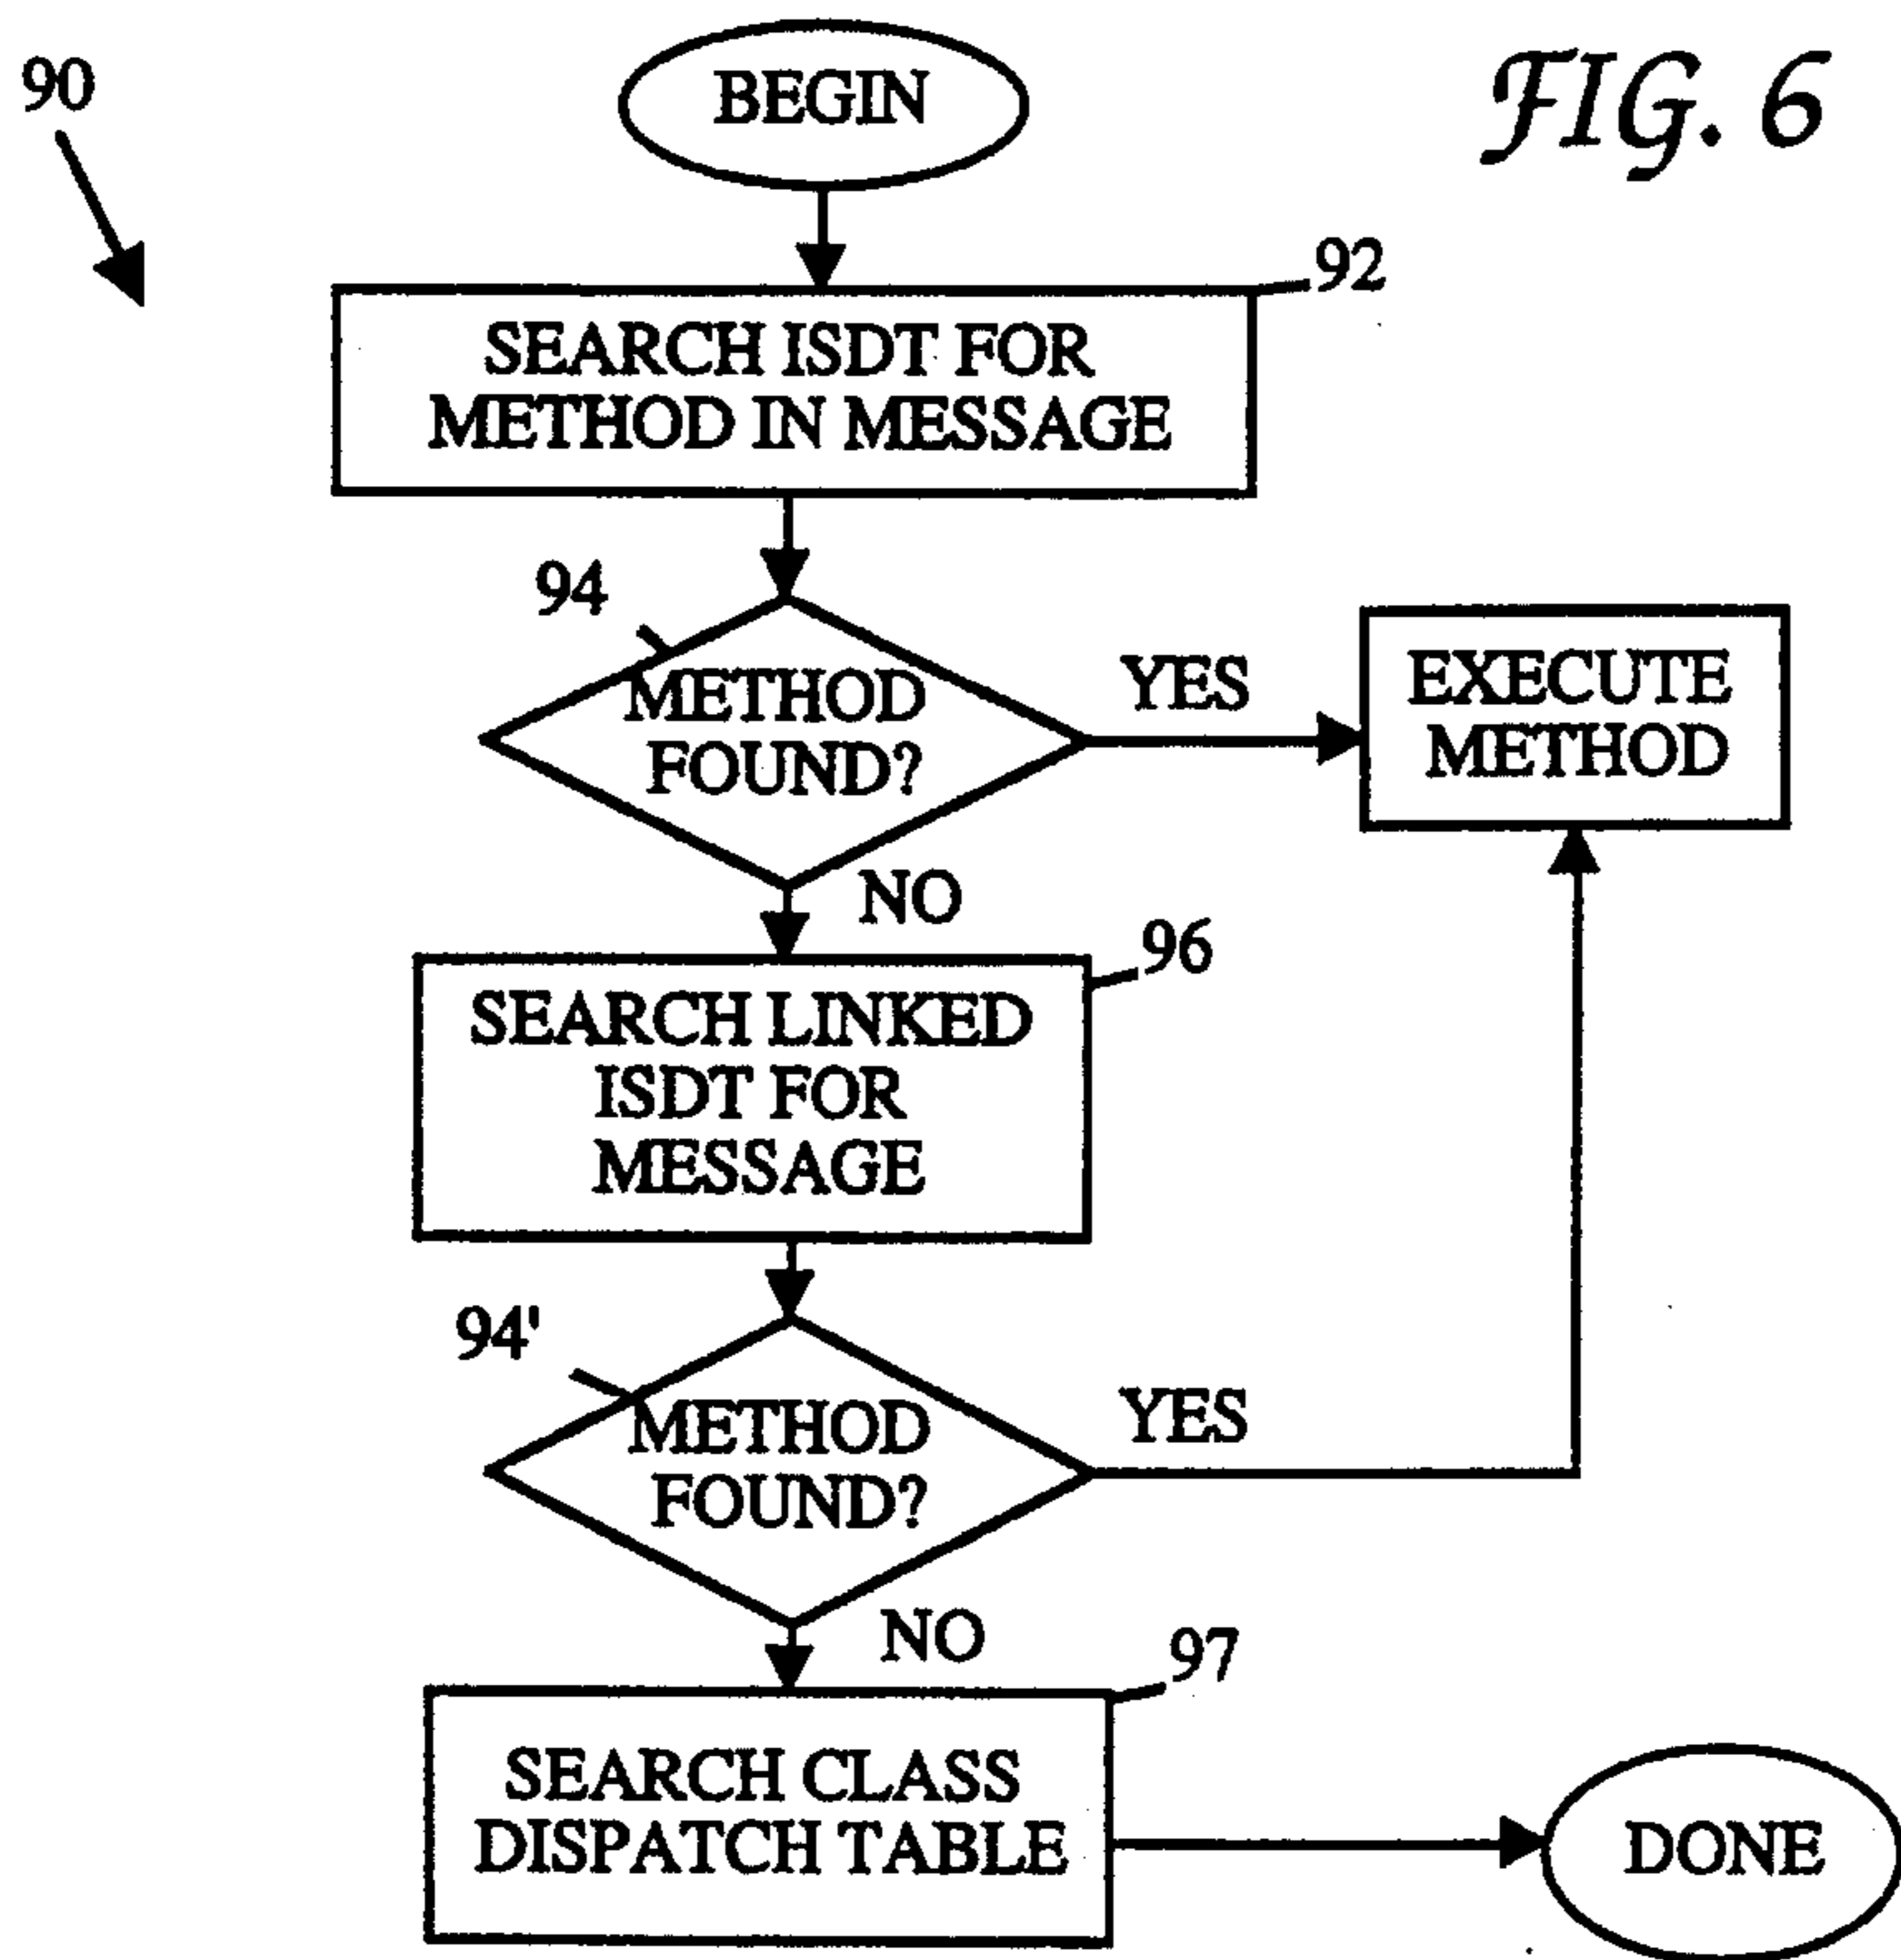 FIG. 6
90
BEGIN
92
SEARCH ISDT FOR
METHOD IN MESSAGE
94
METHOD
FOUND?
YES
EXECUTE
METHOD
NO
96
SEARCH LINKED
ISDT FOR
MESSAGE
94'
METHOD
FOUND?
YES
NO
97
SEARCH CLASS
DISPATCH TABLE
DONE